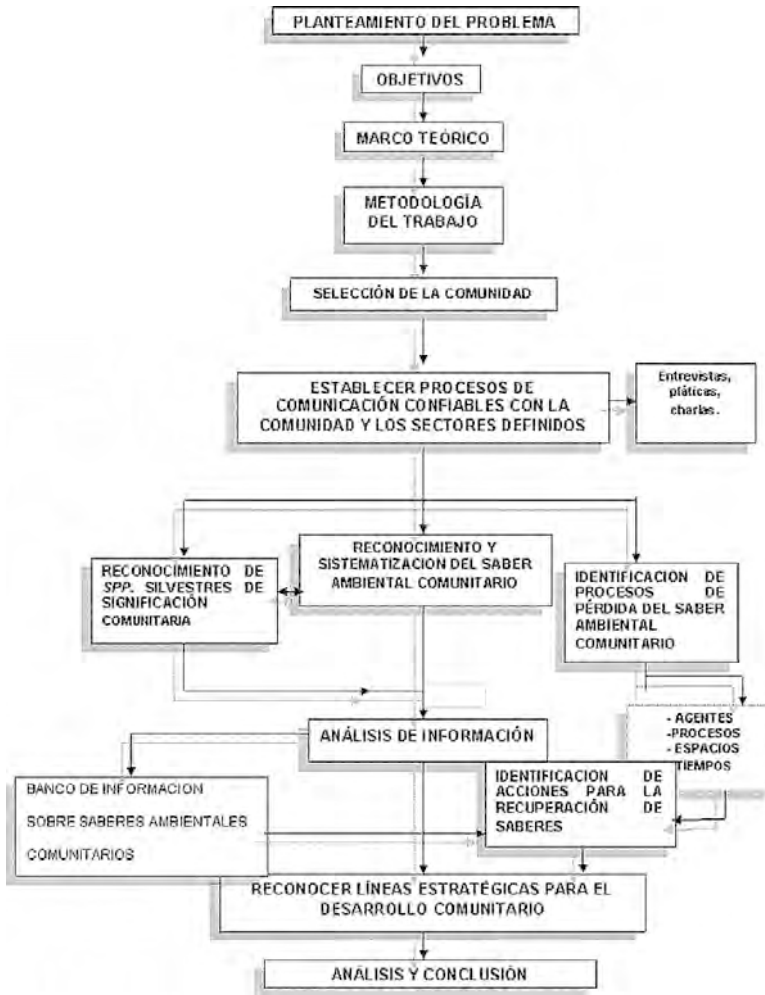 PLANTEAMIENTO DEL PROBLEMA
OBJETIVOS
MARCO TEÓRICO
METODOLOGÍA
DEL TRABAJO
SELECCIÓN DE LA COMUNIDAD
ESTABLECER PROCESOS DE
COMUNICACIÓN CONFIABLES CON LA
COMUNIDAD Y LOS SECTORES DEFINIDOS
Entrevistas,
pláticas,
charlas.
RECONOCIMIENTO DE
SPP. SILVESTRES DE
SIGNIFICACIÓN
COMUNITARIA
RECONOCIMIENTO Y
SISTEMATIZACION DEL SABER
AMBIENTAL COMUNITARIO
IDENTIFICACION DE
PROCESOS DE
PÉRDIDA DEL SABER
AMBIENTAL
COMUNITARIO
- AGENTES
-PROCESOS
- ESPACIOS
TIEMPOS
ANÁLISIS DE INFORMACIÓN
BANCO DE INFORMACION
SOBRE SABERES AMBIENTALES
COMUNITARIOS
IDENTIFICACION DE
ACCIONES PARA LA
RECUPERACIÓN DE
SABERES
RECONOCER LÍNEAS ESTRATÉGICAS PARA EL
DESARROLLO COMUNITARIO
ANÁLISIS Y CONCLUSIÓN